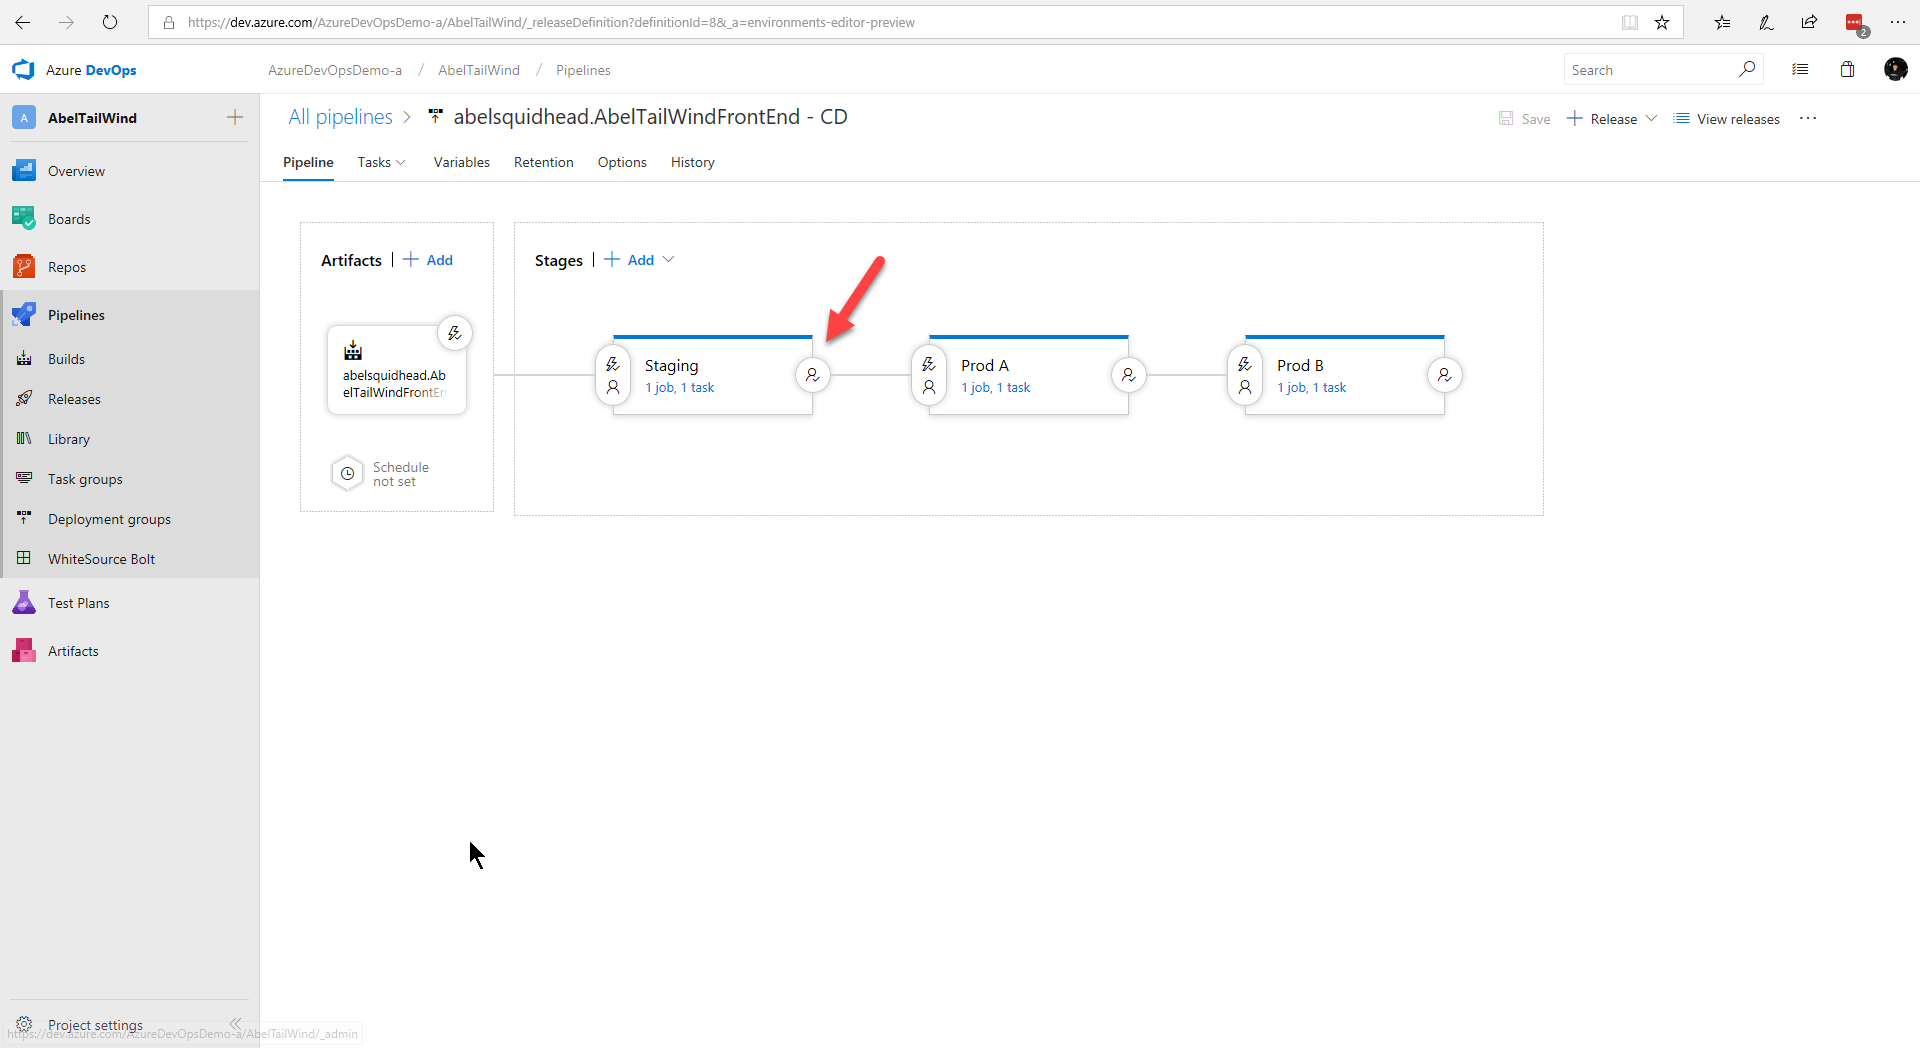 https://dev.azure.com/AzureDevOpsDemo-a/AbelTailWind/_releaseDefinition?definitionId=8&_a=environments-editor-preview
2
Azure DevOps
AzureDevOpsDemo-a / AbelTailWind / Pipelines
Search
A AbelTailWind
All pipelines > abelsquidhead.AbelTailWindFrontEnd - CD
Save
Release
View releases
Pipeline
Tasks
Variables
Retention
Options
History
Overview
Boards
Repos
Pipelines
Builds
Releases
Library
Task groups
Deployment groups
WhiteSource Bolt
Test Plans
Artifacts
Artifacts | + Add
abelsquidhead.Ab
elTailWindFrontEn
Schedule
not set
Stages | + Add
Staging
1 job, 1 task
Prod A
1 job, 1 task
Prod B
1 job, 1 task
Project settings
https://dev.azure.com/AzureDevOpsDemo-a/AbelTailWind/_admin